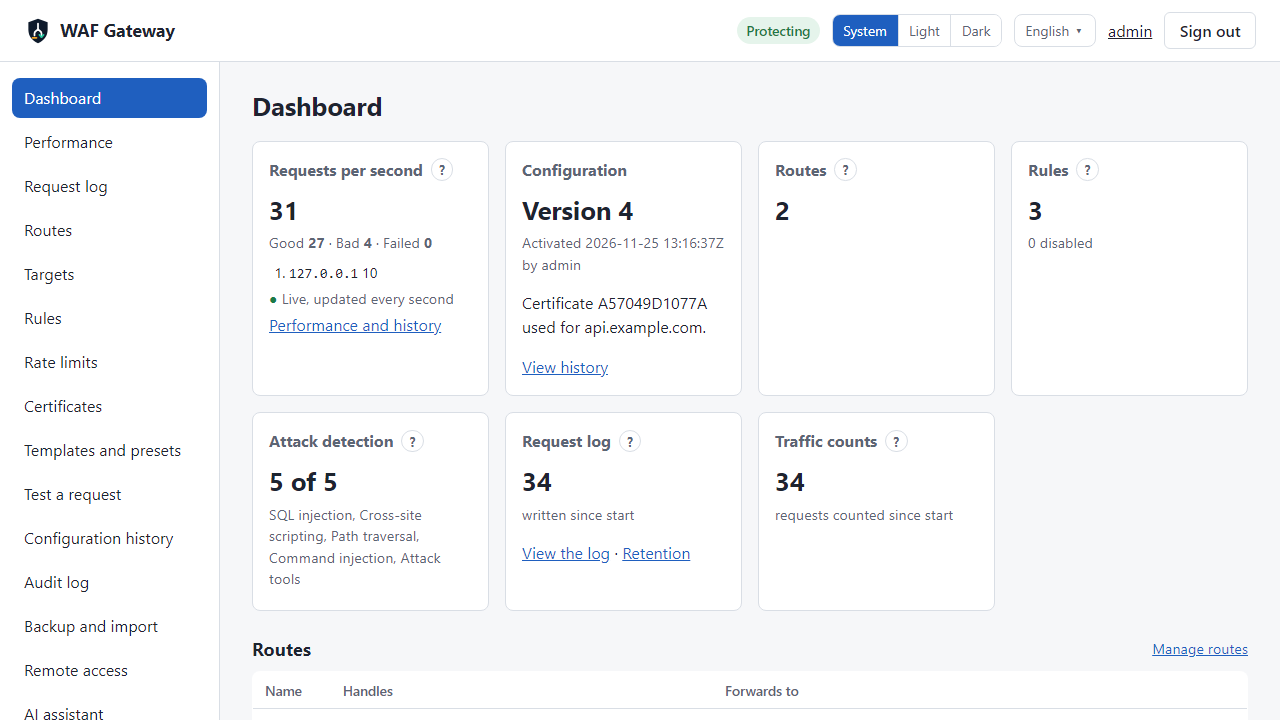 WAF Gateway
Protecting
System
Light
Dark
English ▾
admin
Sign out
Dashboard
Performance
Request log
Routes
Targets
Rules
Rate limits
Certificates
Templates and presets
Test a request
Configuration history
Audit log
Backup and import
Remote access
AI assistant
Dashboard
Requests per second ?
31
Good 27 · Bad 4 · Failed 0
1. 127.0.0.1 10
● Live, updated every second
Performance and history
Configuration
Version 4
Activated 2026-11-25 13:16:37Z
by admin
Certificate A57049D1077A
used for api.example.com.
View history
Routes ?
2
Rules ?
3
0 disabled
Attack detection ?
5 of 5
SQL injection, Cross-site
scripting, Path traversal,
Command injection, Attack
tools
Request log ?
34
written since start
View the log · Retention
Traffic counts ?
34
requests counted since start
Routes
Manage routes
Name
Handles
Forwards to